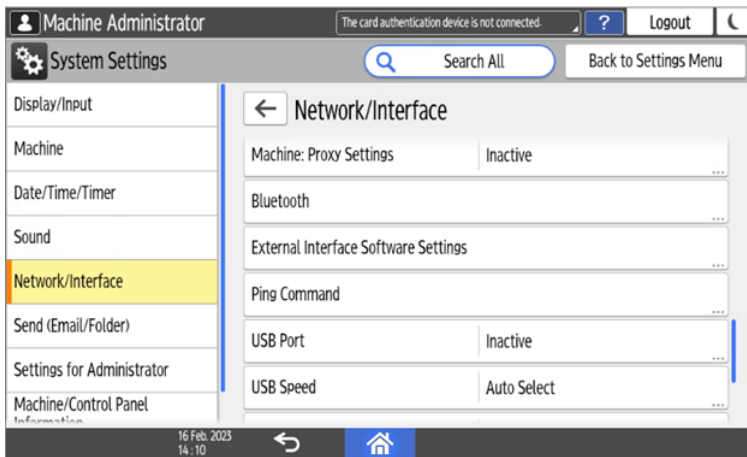 Machine Administrator
The card authentication device is not connected.
?
Logout
System Settings
Search All
Back to Settings Menu
Display/Input
Machine
Date/Time/Timer
Sound
Network/Interface
Send (Email/Folder)
Settings for Administrator
Machine/Control Panel
Information
Network/Interface
Machine: Proxy Settings Inactive
...
Bluetooth
...
External Interface Software Settings
...
Ping Command
...
USB Port Inactive
...
USB Speed Auto Select
...
16 Feb. 2023
14:10